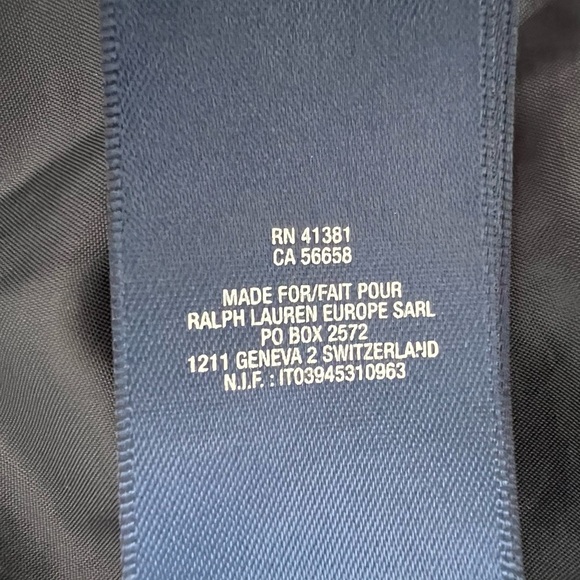 RN 41381
CA 56658
MADE FOR/FAIT POUR
RALPH LAUREN EUROPE SARL
PO BOX 2572
1211 GENEVA 2 SWITZERLAND
N.I.F. : IT03945310963